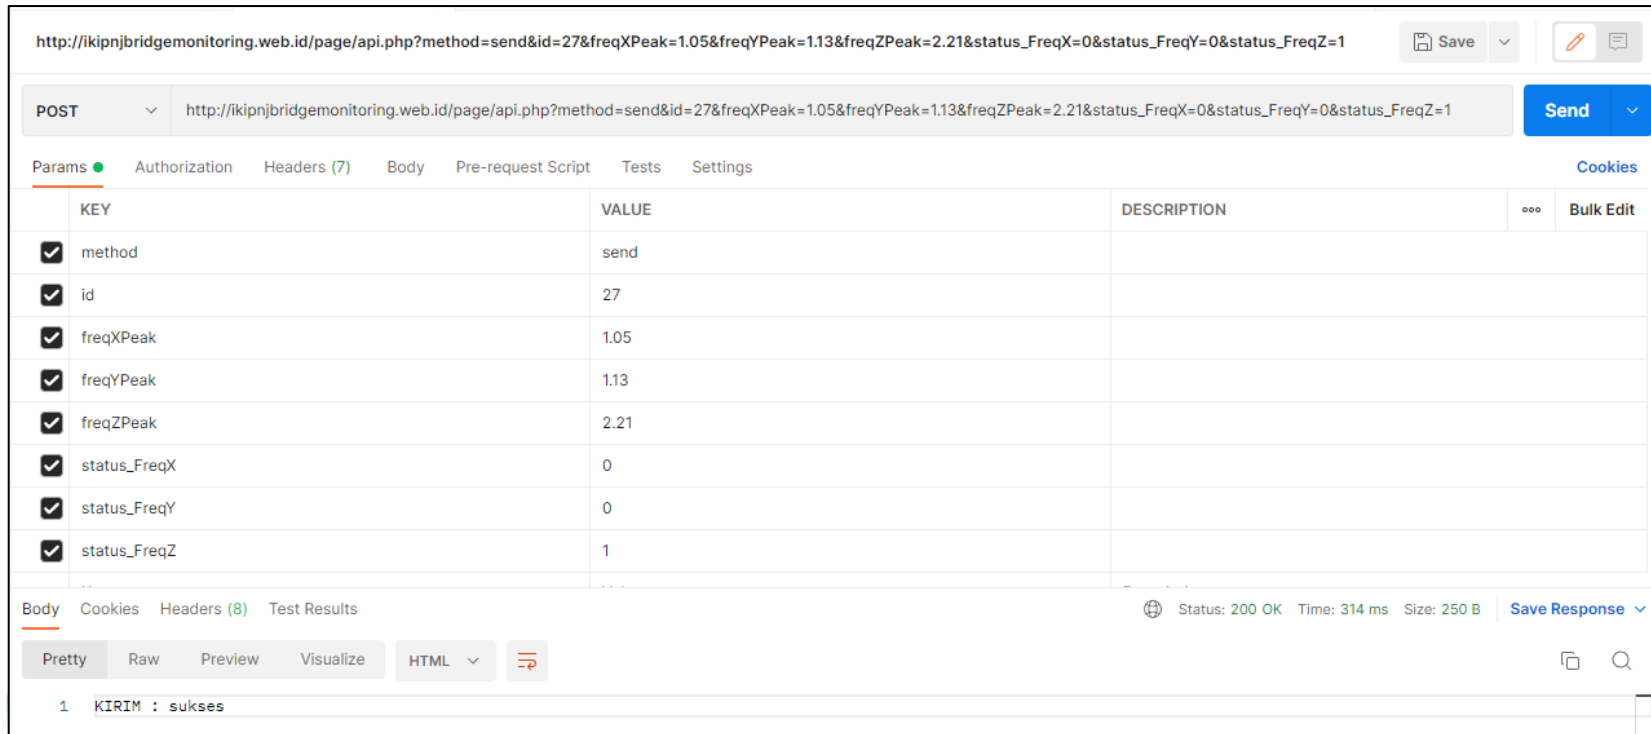 http://ikipnjbridgemonitoring.web.id/page/api.php?method=send&id=27&freqXPeak=1.05&freqYPeak=1.13&freqZPeak=2.21&status_FreqX=0&status_FreqY=0&status_FreqZ=1 Save
POST http://ikipnjbridgemonitoring.web.id/page/api.php?method=send&id=27&freqXPeak=1.05&freqYPeak=1.13&freqZPeak=2.21&status_FreqX=0&status_FreqY=0&status_FreqZ=1 Send
Params Authorization Headers (7) Body Pre-request Script Tests Settings Cookies
KEY VALUE DESCRIPTION ooo Bulk Edit
method send
id 27
freqXPeak 1.05
freqYPeak 1.13
freqZPeak 2.21
status_FreqX 0
status_FreqY 0
status_FreqZ 1
Body Cookies Headers (8) Test Results Status: 200 OK Time: 314 ms Size: 250 B Save Response
Pretty Raw Preview Visualize HTML
1 KIRIM : sukses